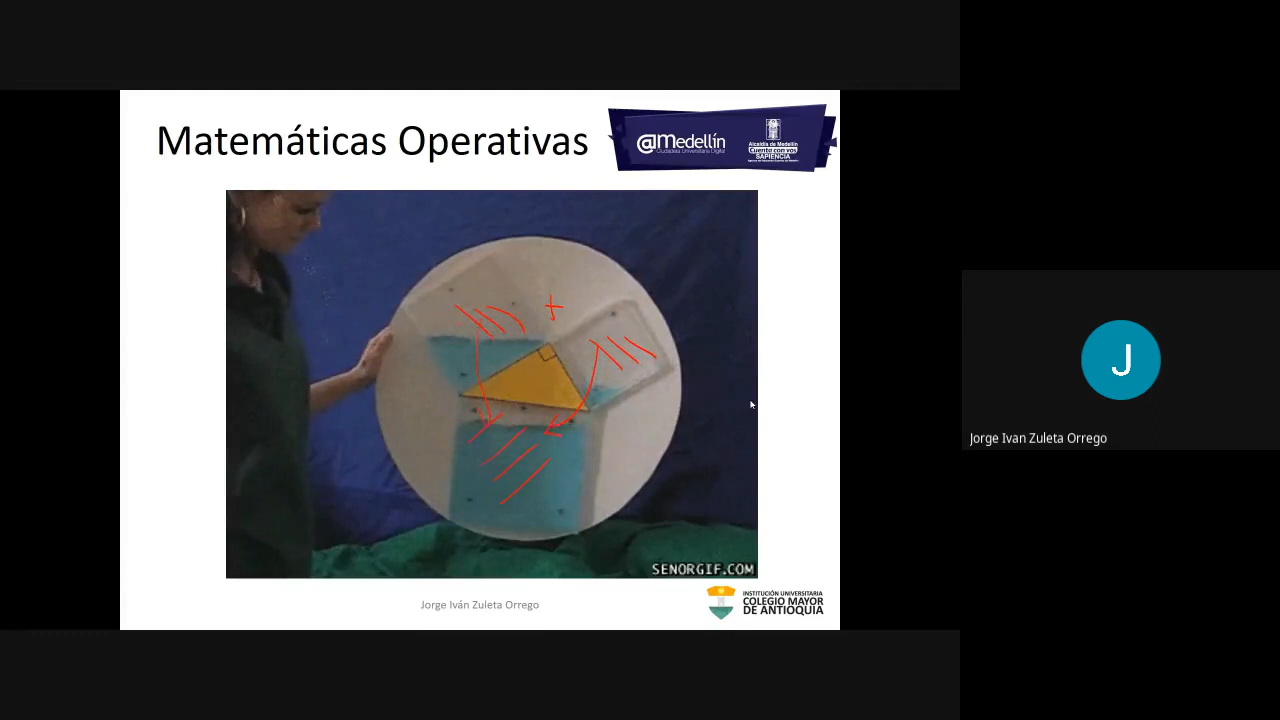 Matemáticas Operativas
@Medellín
Ciudadela Universitaria Digital
Alcaldía de Medellín
Cuenta con vos
SAPIENCIA
SENORGIF.COM
Jorge Iván Zuleta Orrego
INSTITUCIÓN UNIVERSITARIA
COLEGIO MAYOR
DE ANTIOQUIA
J
Jorge Ivan Zuleta Orrego